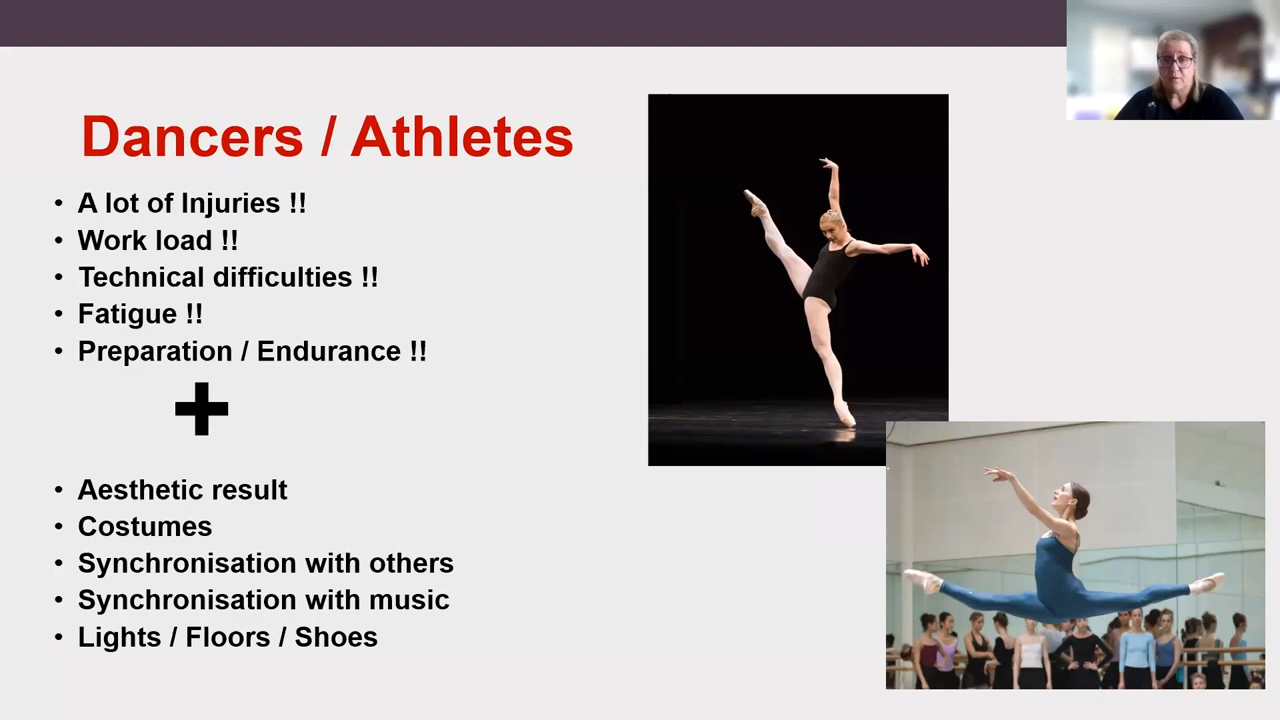 Dancers / Athletes
• A lot of Injuries !!
• Work load !!
• Technical difficulties !!
• Fatigue !!
• Preparation / Endurance !!
+
• Aesthetic result
• Costumes
• Synchronisation with others
• Synchronisation with music
• Lights / Floors / Shoes